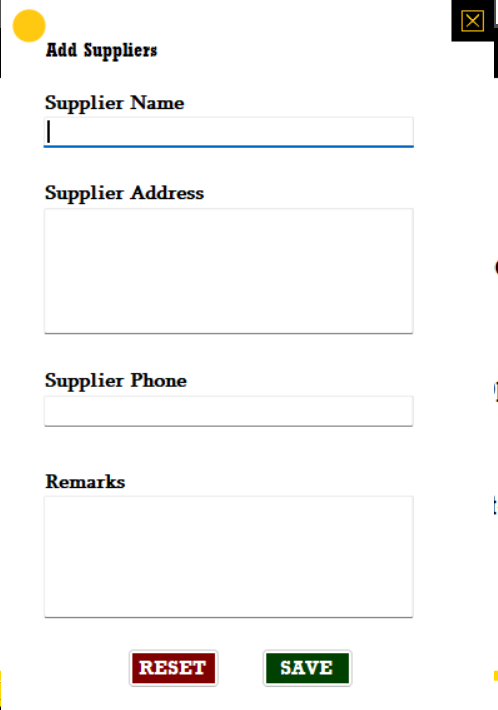 Add Suppliers
Supplier Name
Supplier Address
Supplier Phone
Remarks
RESET SAVE